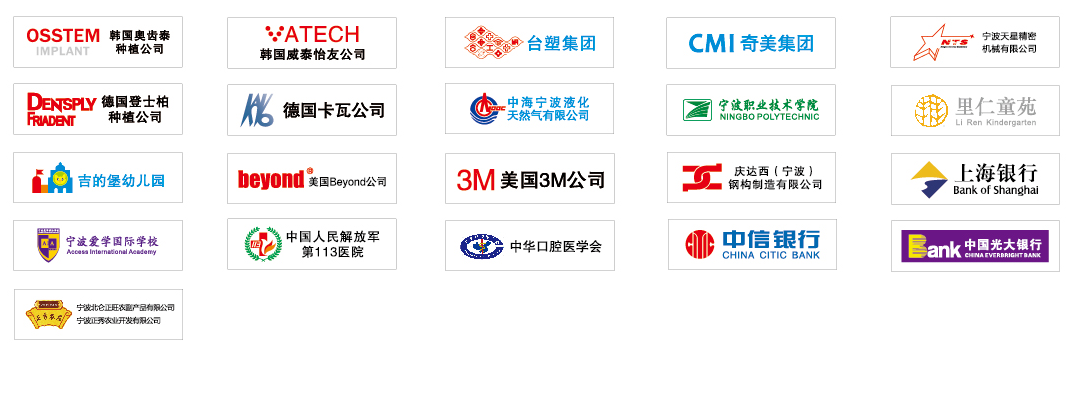 OSSTEM
IMPLANT
韩国奥齿泰
种植公司
VATECH
韩国威泰怡友公司
台塑集团
CMI 奇美集团
NTS
宁波天星精密
机械有限公司
DENTSPLY
FRIADENT
德国登士柏
种植公司
KAVO
德国卡瓦公司
CNOOC
中海宁波液化
天然气有限公司
宁波职业技术学院
NINGBO POLYTECHNIC
里仁童苑
Li Ren Kindergarten
吉的堡幼儿园
beyond
美国Beyond公司
3M 美国3M公司
庆达西（宁波）
钢构制造有限公司
上海银行
Bank of Shanghai
宁波爱学国际学校
Access International Academy
中国人民解放军
第113医院
中华口腔医学会
中信银行
CHINA CITIC BANK
Bank
中国光大银行
CHINA EVERBRIGHT BANK
宁波北仑正旺农副产品有限公司
宁波正秀农业开发有限公司